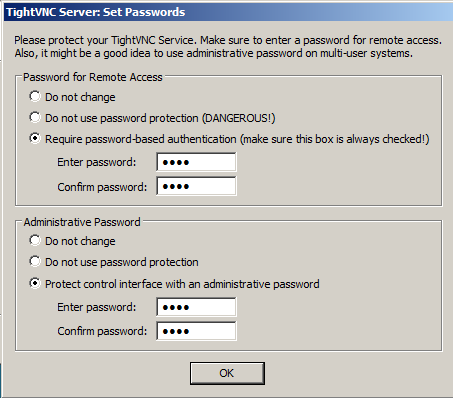 TightVNC Server: Set Passwords
Please protect your TightVNC Service. Make sure to enter a password for remote access.
Also, it might be a good idea to use administrative password on multi-user systems.
Password for Remote Access
Do not change
Do not use password protection (DANGEROUS!)
Require password-based authentication (make sure this box is always checked!)
Enter password: ●●●●
Confirm password: ●●●●
Administrative Password
Do not change
Do not use password protection
Protect control interface with an administrative password
Enter password: ●●●●
Confirm password: ●●●●
OK